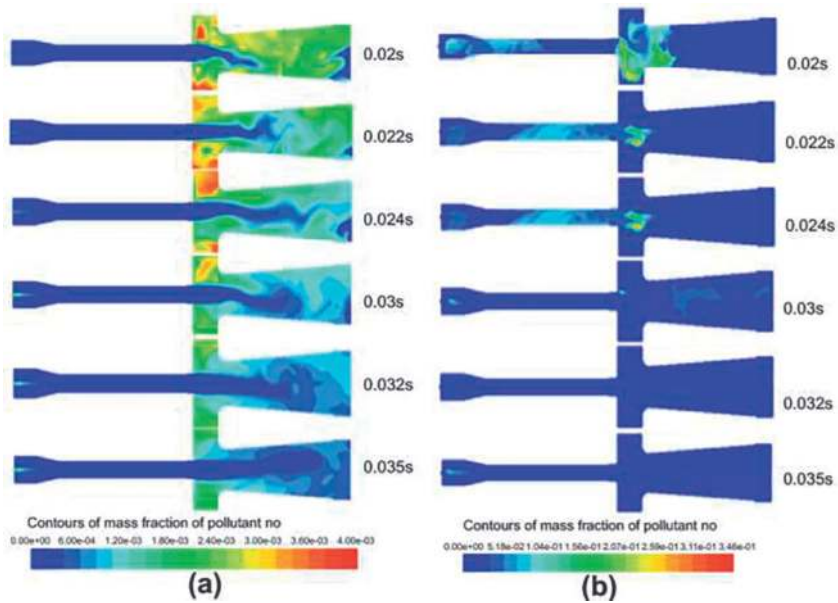 0.02s
0.022s
0.024s
0.03s
0.032s
0.035s
Contours of mass fraction of pollutant no
0.00e+00 6.00e-04 1.20e-03 1.80e-03 2.40e-03 3.00e-03 3.60e-03 4.00e-03
(a)
0.02s
0.022s
0.024s
0.03s
0.032s
0.035s
Contours of mass fraction of pollutant no
0.00e+00 5.18e-02 1.04e-01 1.56e-01 2.07e-01 2.59e-01 3.11e-01 3.46e-01
(b)